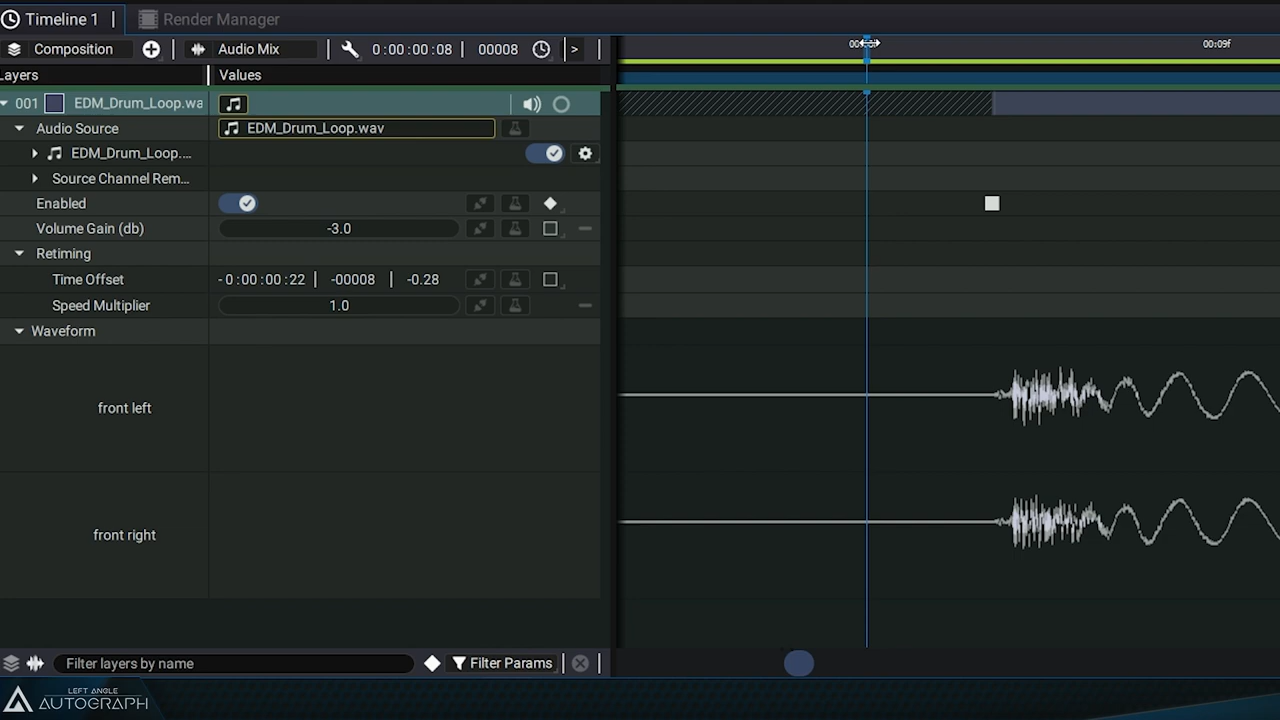 Timeline 1
Render Manager
Composition
Audio Mix
0:00:00:08
00008
>
00:09f
Layers
Values
001
EDM_Drum_Loop.wa
Audio Source
EDM_Drum_Loop.wav
EDM_Drum_Loop....
Source Channel Rem...
Enabled
Volume Gain (db)
-3.0
Retiming
Time Offset
-0:00:00:22
-00008
-0.28
Speed Multiplier
1.0
Waveform
front left
front right
Filter layers by name
Filter Params
LEFT ANGLE
AUTOGRAPH